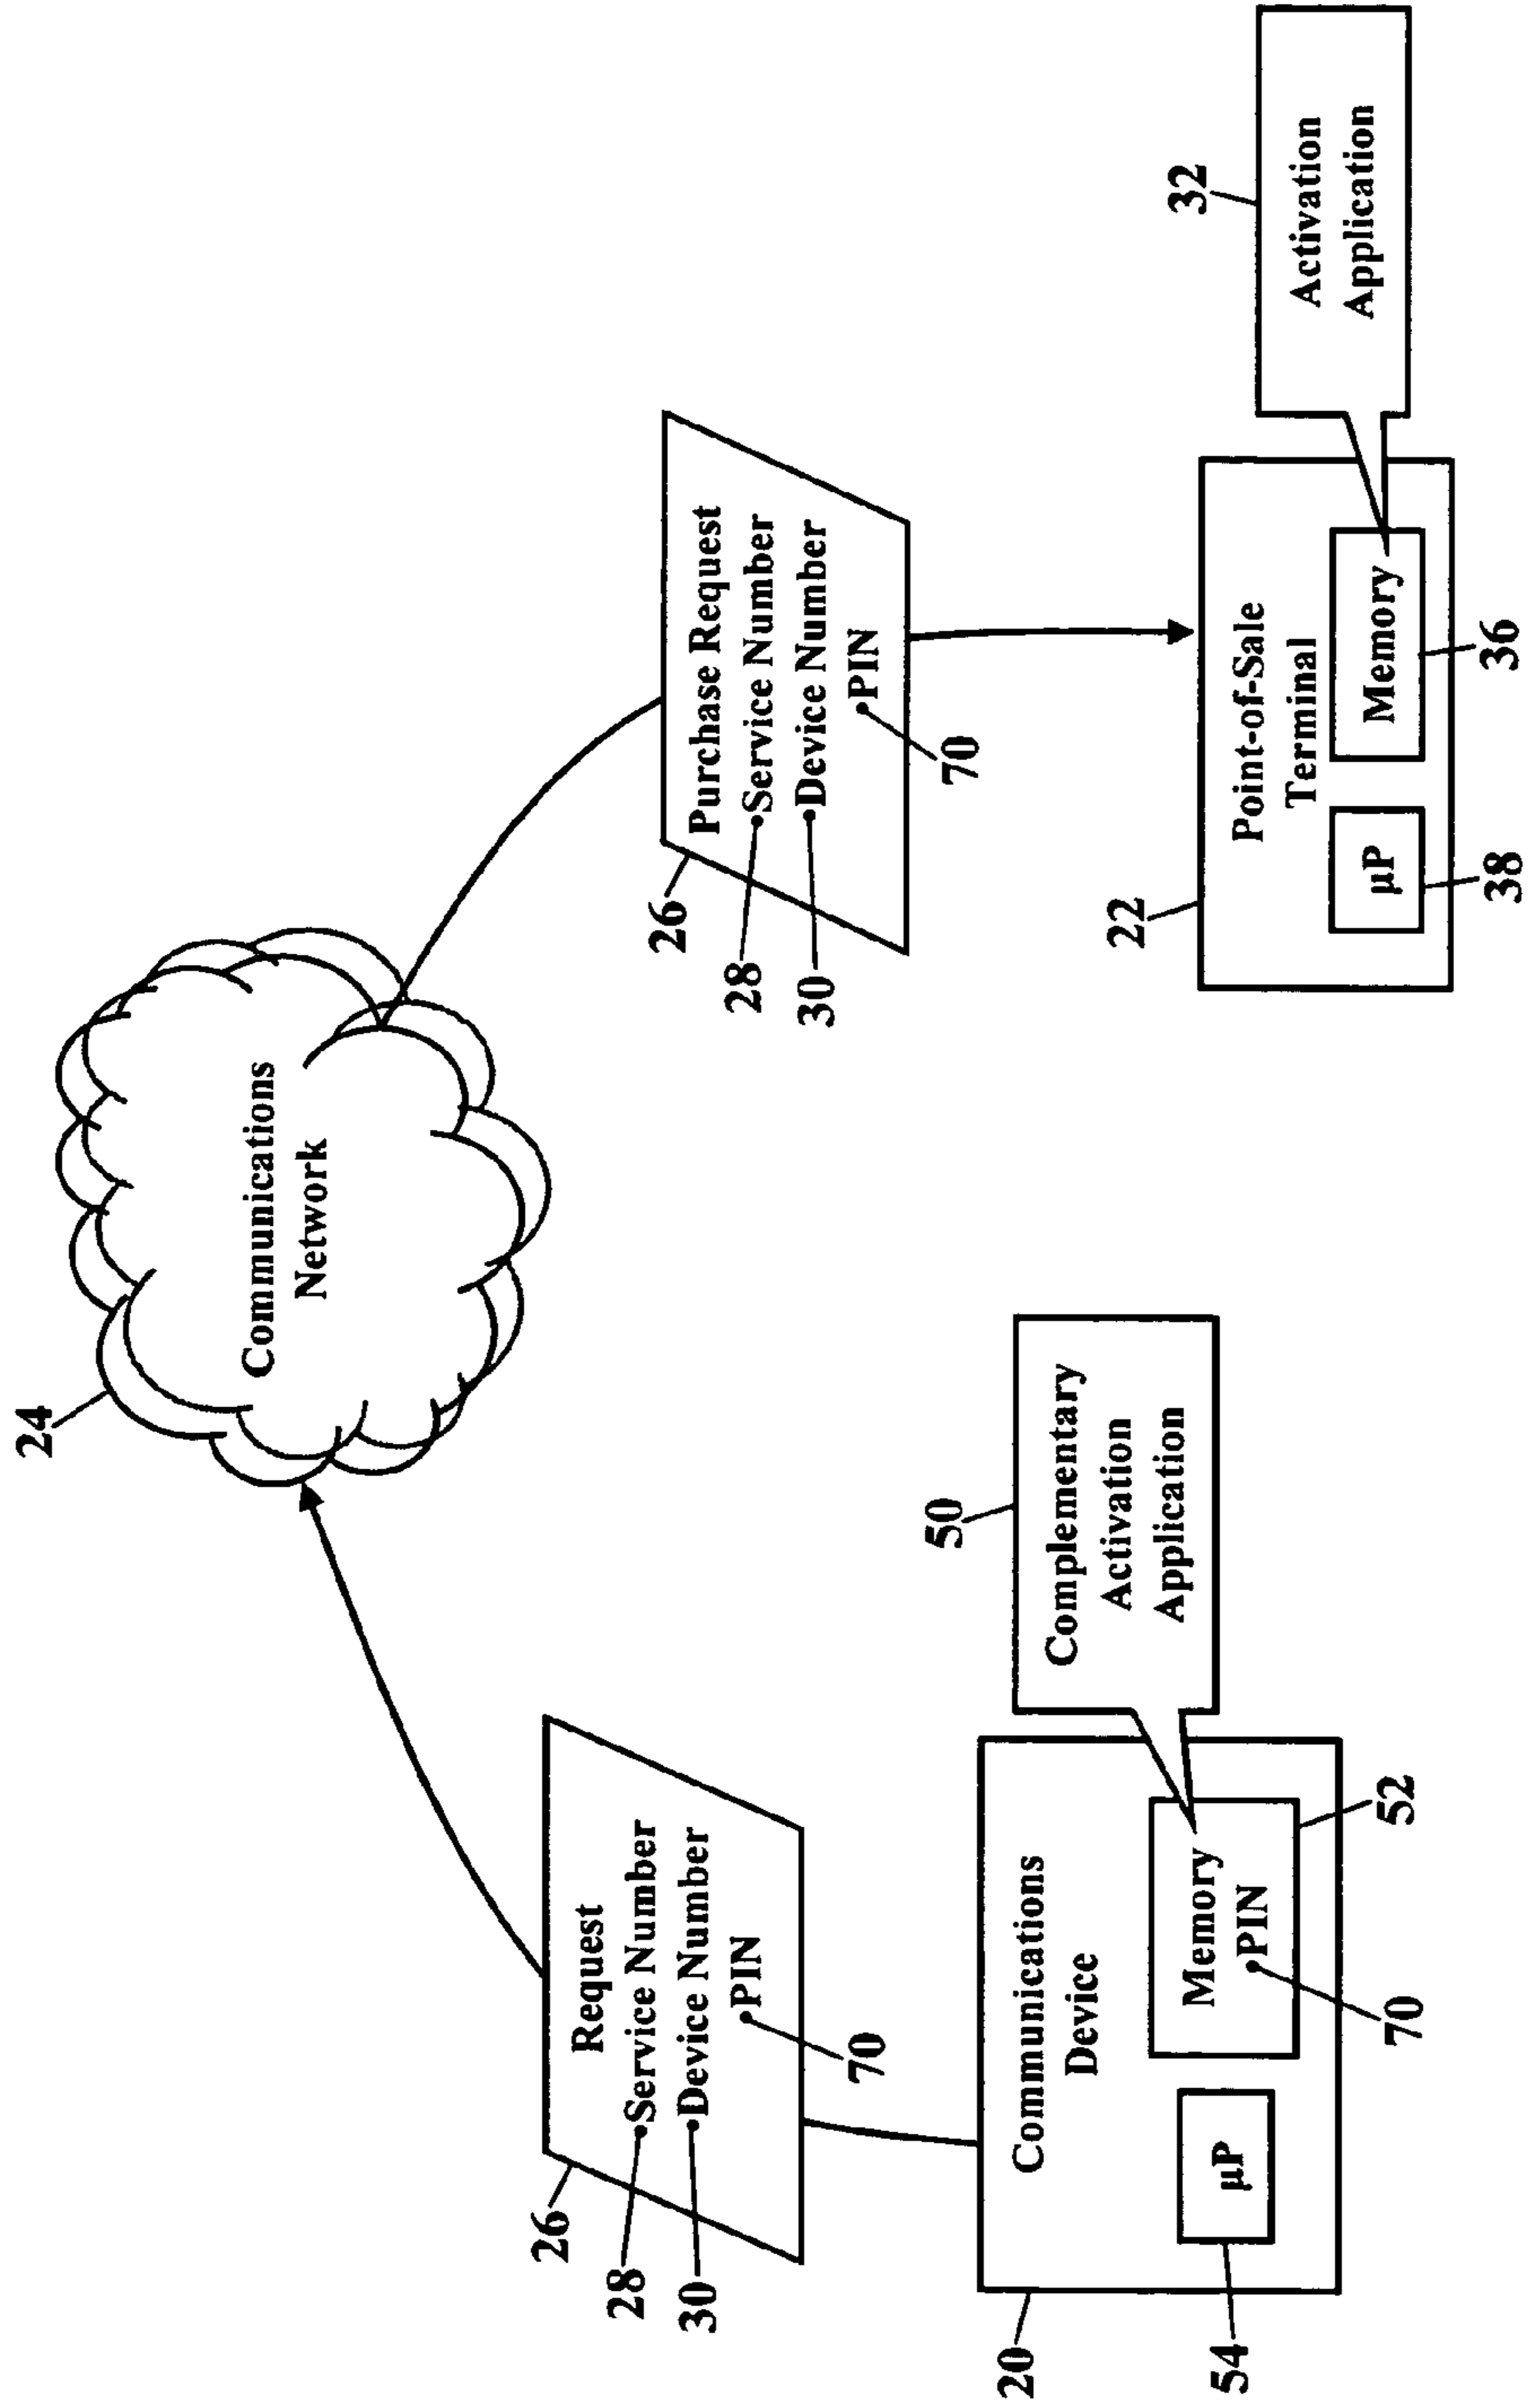 24
Communications
Network
26
Request
28
Service Number
30
Device Number
PIN
70
26
Purchase Request
28
Service Number
30
Device Number
PIN
70
20
Communications
Device
54
µP
Memory
PIN
70
52
50
Complementary
Activation
Application
22
Point-of-Sale
Terminal
38
µP
Memory
36
32
Activation
Application